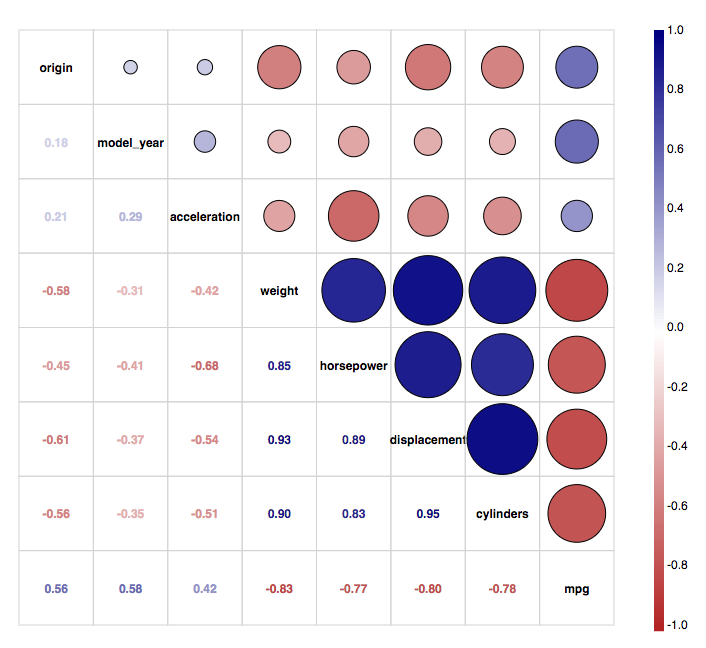 origin
0.18 model_year
0.21 0.29 acceleration
-0.58 -0.31 -0.42 weight
-0.45 -0.41 -0.68 0.85 horsepower
-0.61 -0.37 -0.54 0.93 0.89 displacement
-0.56 -0.35 -0.51 0.90 0.83 0.95 cylinders
0.56 0.58 0.42 -0.83 -0.77 -0.80 -0.78 mpg
1.0
0.8
0.6
0.4
0.2
0.0
-0.2
-0.4
-0.6
-0.8
-1.0